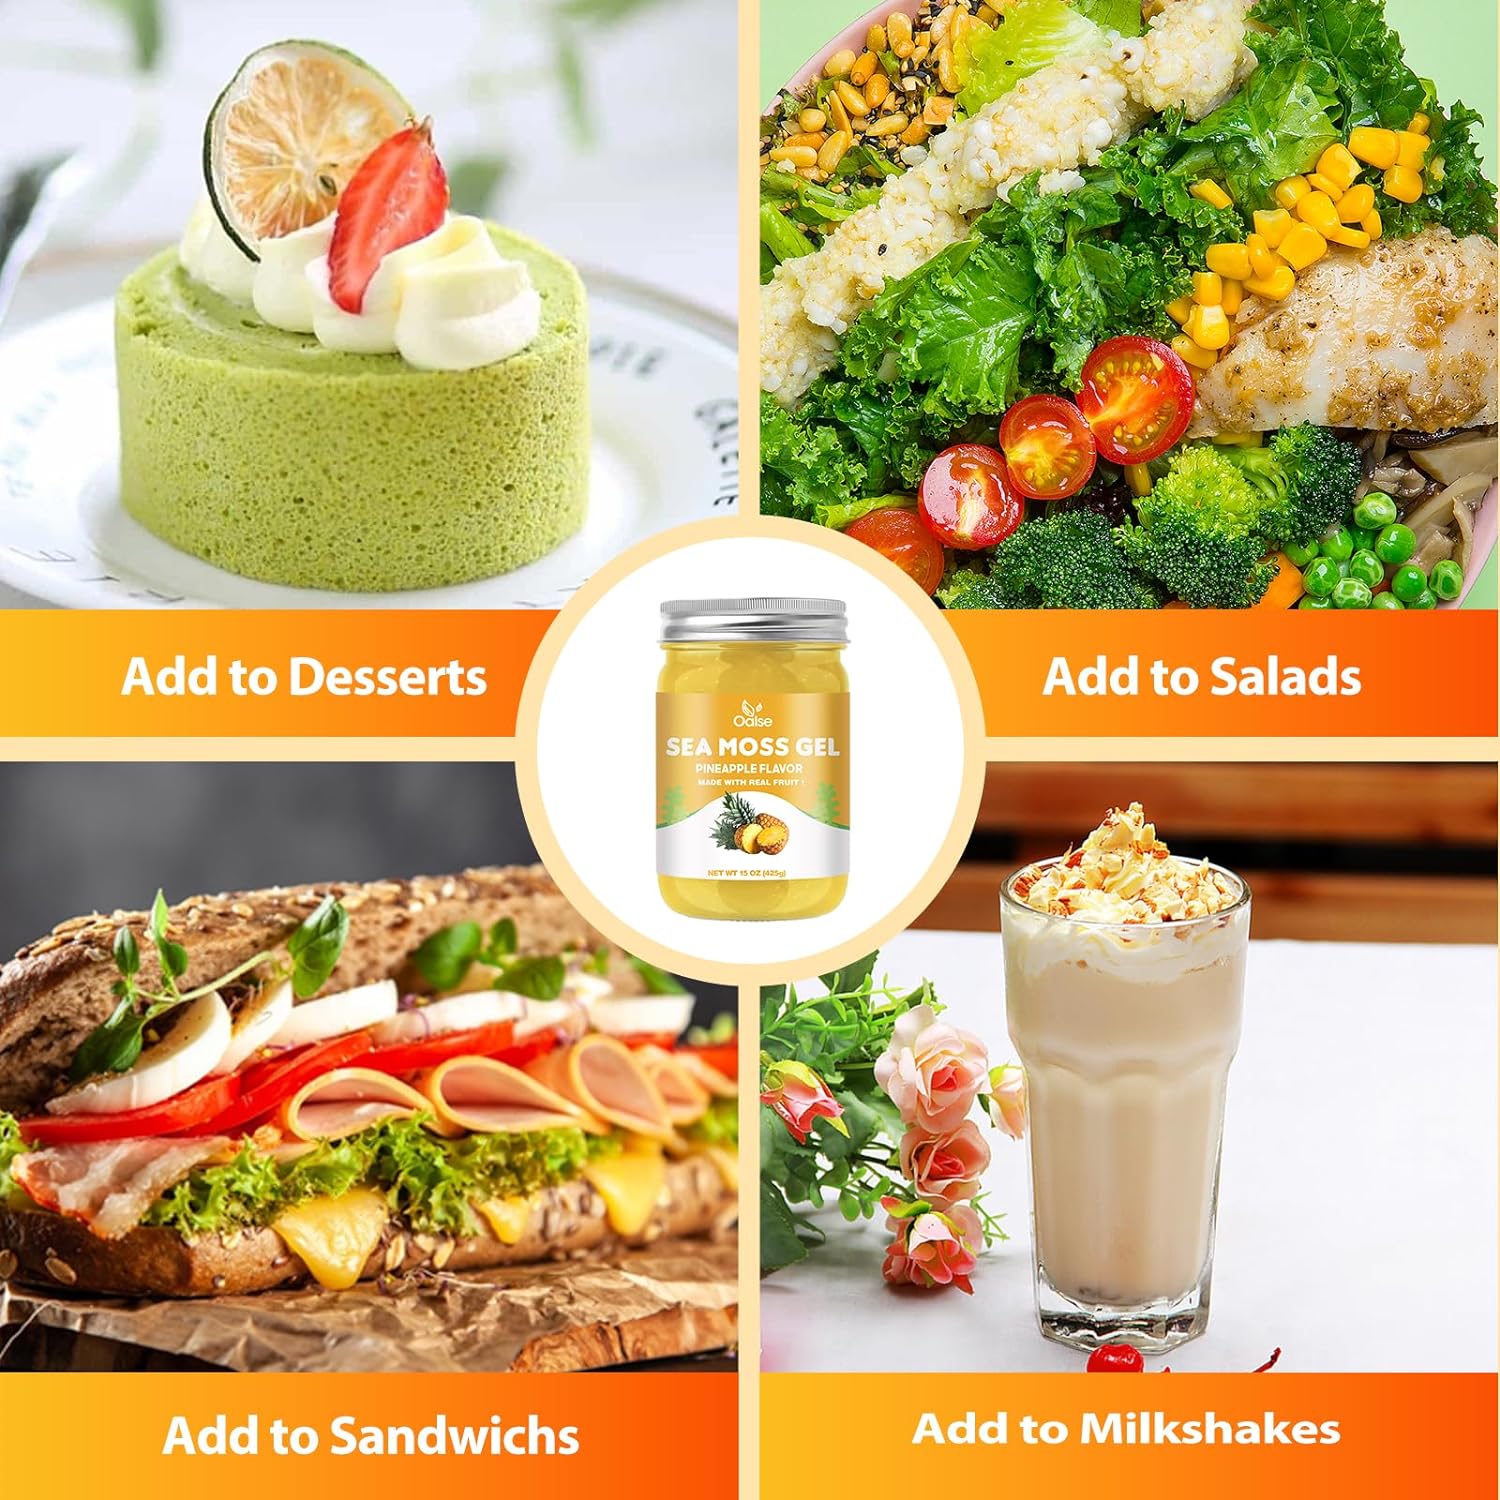 Add to Desserts
Add to Salads
Oalse
SEA MOSS GEL
PINEAPPLE FLAVOR
MADE WITH REAL FRUIT !
NET WT 15 OZ (425g)
Add to Sandwichs
Add to Milkshakes